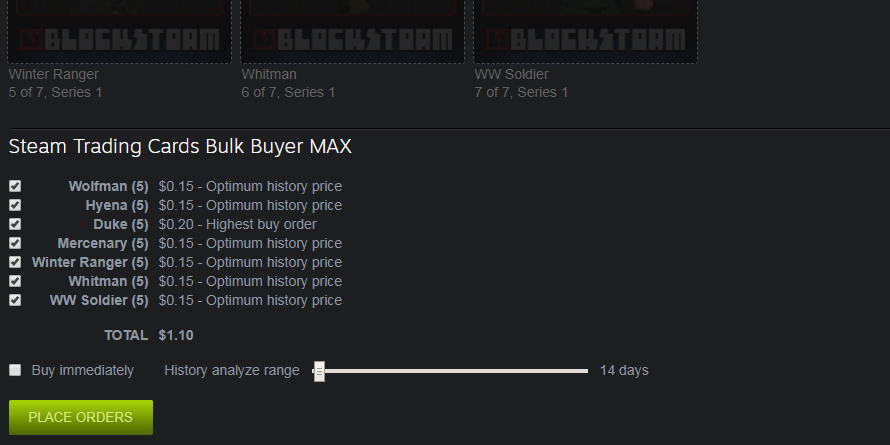 BLOCKSTORM BLOCKSTORM BLOCKSTORM
Winter Ranger Whitman WW Soldier
5 of 7, Series 1 6 of 7, Series 1 7 of 7, Series 1
Steam Trading Cards Bulk Buyer MAX
Wolfman (5) $0.15 - Optimum history price
Hyena (5) $0.15 - Optimum history price
Duke (5) $0.20 - Highest buy order
Mercenary (5) $0.15 - Optimum history price
Winter Ranger (5) $0.15 - Optimum history price
Whitman (5) $0.15 - Optimum history price
WW Soldier (5) $0.15 - Optimum history price
TOTAL $1.10
Buy immediately History analyze range 14 days
PLACE ORDERS